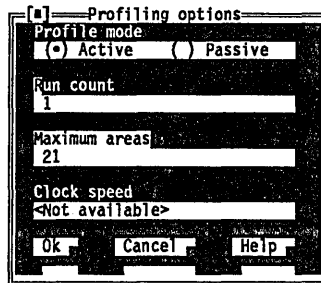 [■] Profiling options
Profile mode
(•) Active ( ) Passive
Run count
1
Maximum areas
21
Clock speed
<Not available>
Ok Cancel Help